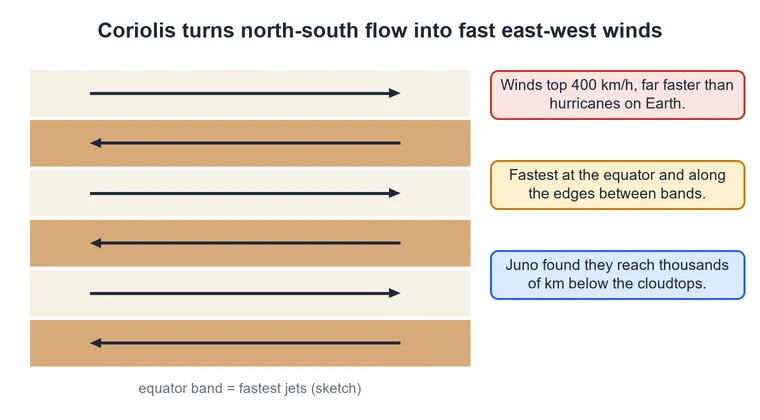 Coriolis turns north-south flow into fast east-west winds
Winds top 400 km/h, far faster than
hurricanes on Earth.
Fastest at the equator and along
the edges between bands.
Juno found they reach thousands
of km below the cloudtops.
equator band = fastest jets (sketch)